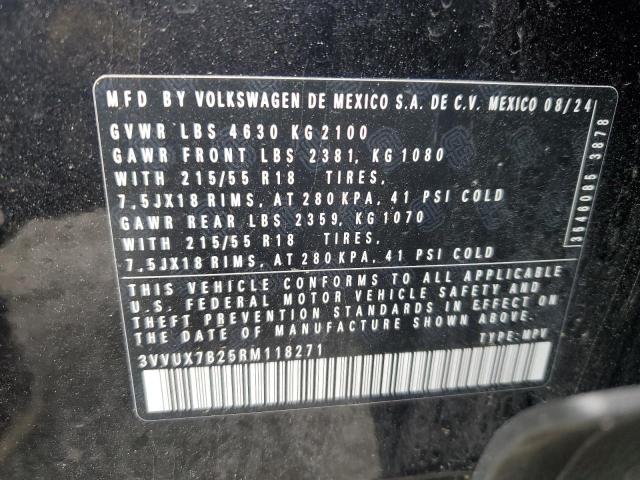 MFD BY VOLKSWAGEN DE MEXICO S.A. DE C.V. MEXICO 08/24
GVWR LBS 4630 KG 2100
GAWR FRONT LBS 2381, KG 1080
WITH 215/55 R18 TIRES,
7,5JX18 RIMS, AT 280 KPA, 41 PSI COLD
GAWR REAR LBS 2359, KG 1070
WITH 215/55 R18 TIRES,
7,5JX18 RIMS, AT 280 KPA, 41 PSI COLD
THIS VEHICLE CONFORMS TO ALL APPLICABLE
U.S. FEDERAL MOTOR VEHICLE SAFETY AND
THEFT PREVENTION STANDARDS IN EFFECT ON
THE DATE OF MANUFACTURE SHOWN ABOVE.
3VVUX7B25RM118271 TYPE: MPV
3546086 3878